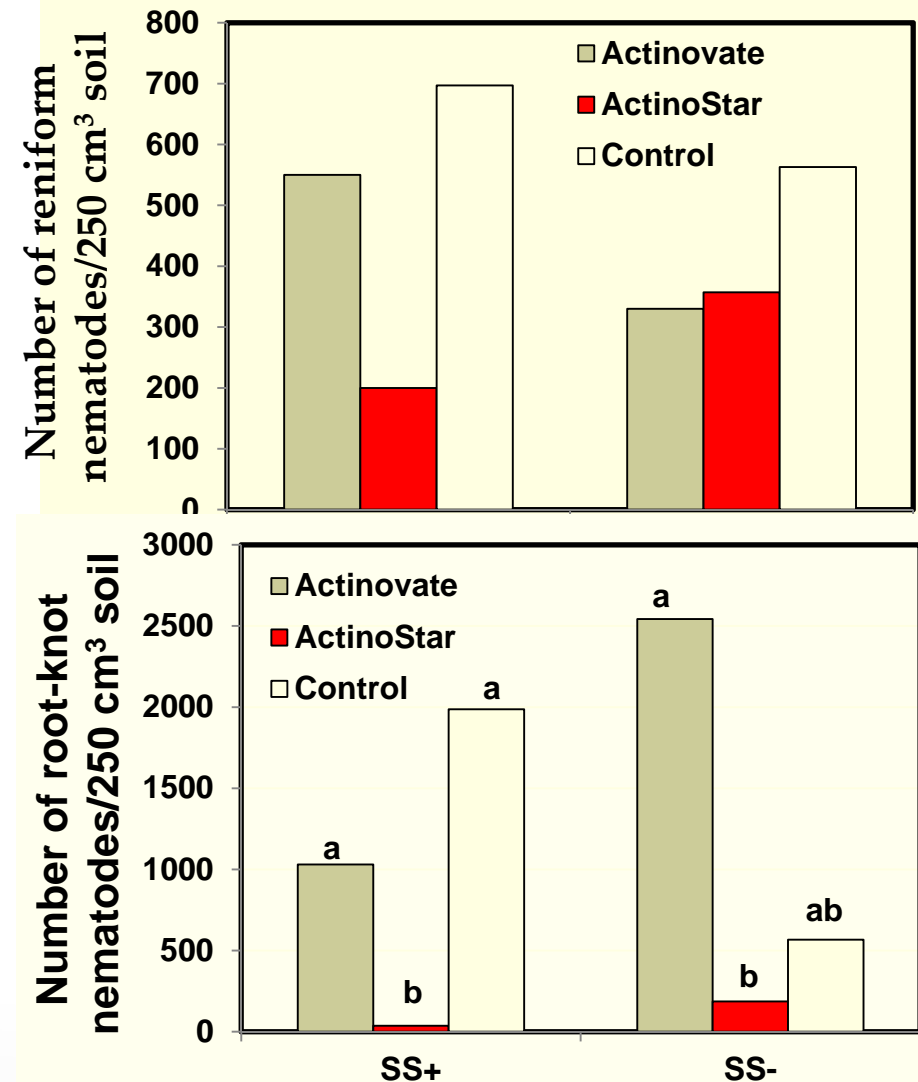 Number of reniform
nematodes/250 cm³ soil
800
700
600
500
400
300
200
100
0
Actinovate
ActinoStar
Control
Number of root-knot
nematodes/250 cm³ soil
3000
2500
2000
1500
1000
500
0
Actinovate
ActinoStar
Control
a
b
a
a
b
ab
SS+
SS-